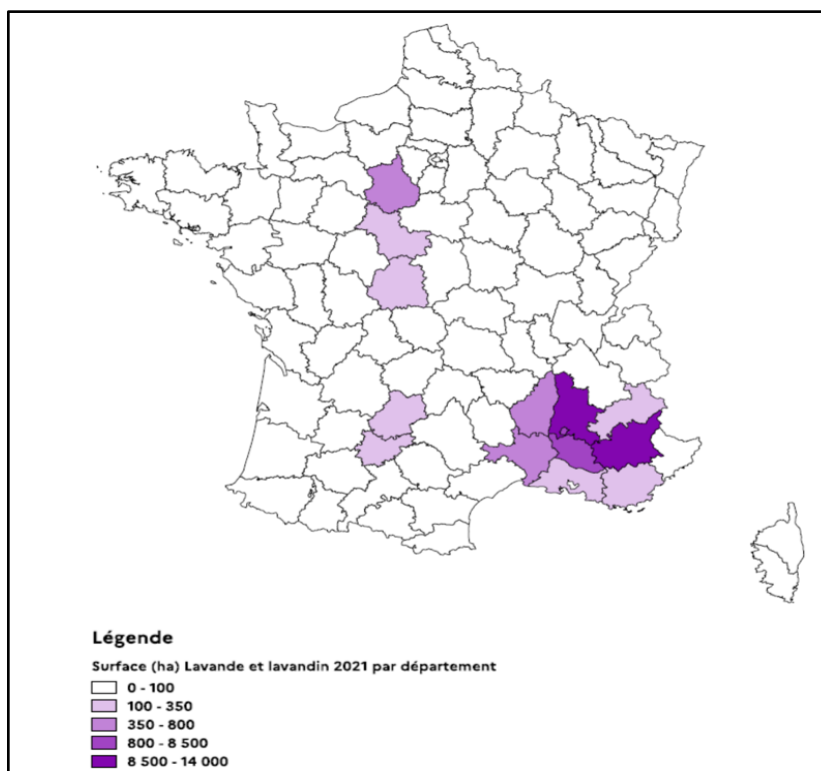 Légende
Surface (ha) Lavande et lavandin 2021 par département
0 - 100
100 - 350
350 - 800
800 - 8 500
8 500 - 14 000